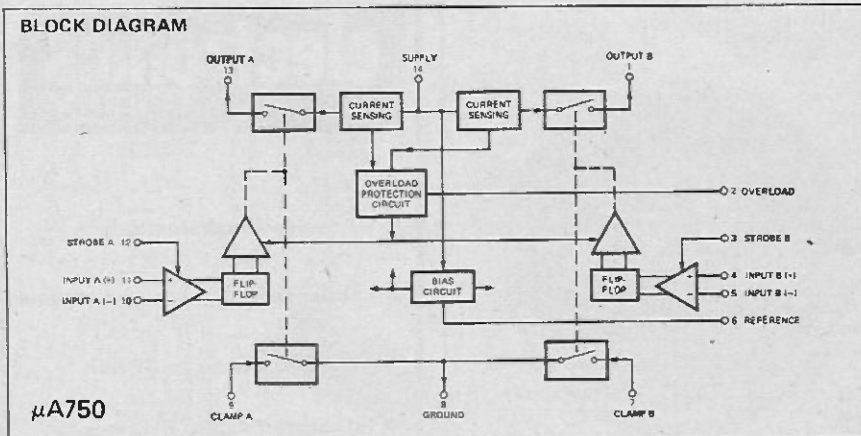 BLOCK DIAGRAM
OUTPUT A
13
SUPPLY
14
OUTPUT B
1
CURRENT
SENSING
CURRENT
SENSING
OVERLOAD
PROTECTION
CIRCUIT
2 OVERLOAD
STROBE A 12
3 STROBE B
INPUT A (+) 11
INPUT A (−) 10
+
−
FLIP-
FLOP
BIAS
CIRCUIT
FLIP-
FLOP
+
−
4 INPUT B (+)
5 INPUT B (−)
6 REFERENCE
9
CLAMP A
8
GROUND
7
CLAMP B
μA750